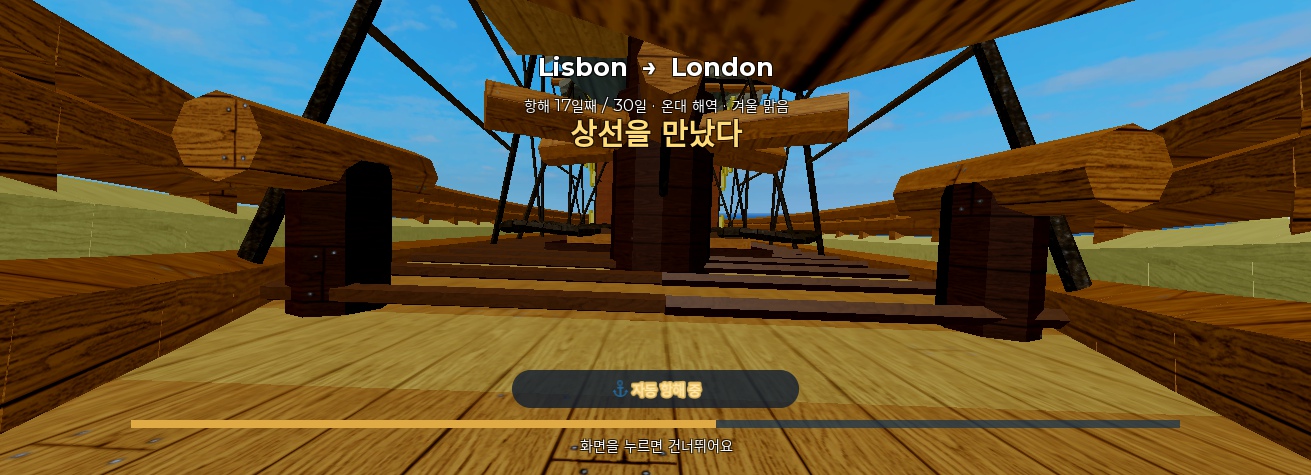 Lisbon → London
항해 17일째 / 30일 · 온대 해역 · 겨울 맑음
상선을 만났다
⚓ 자동 항해 중
화면을 누르면 건너뛰어요